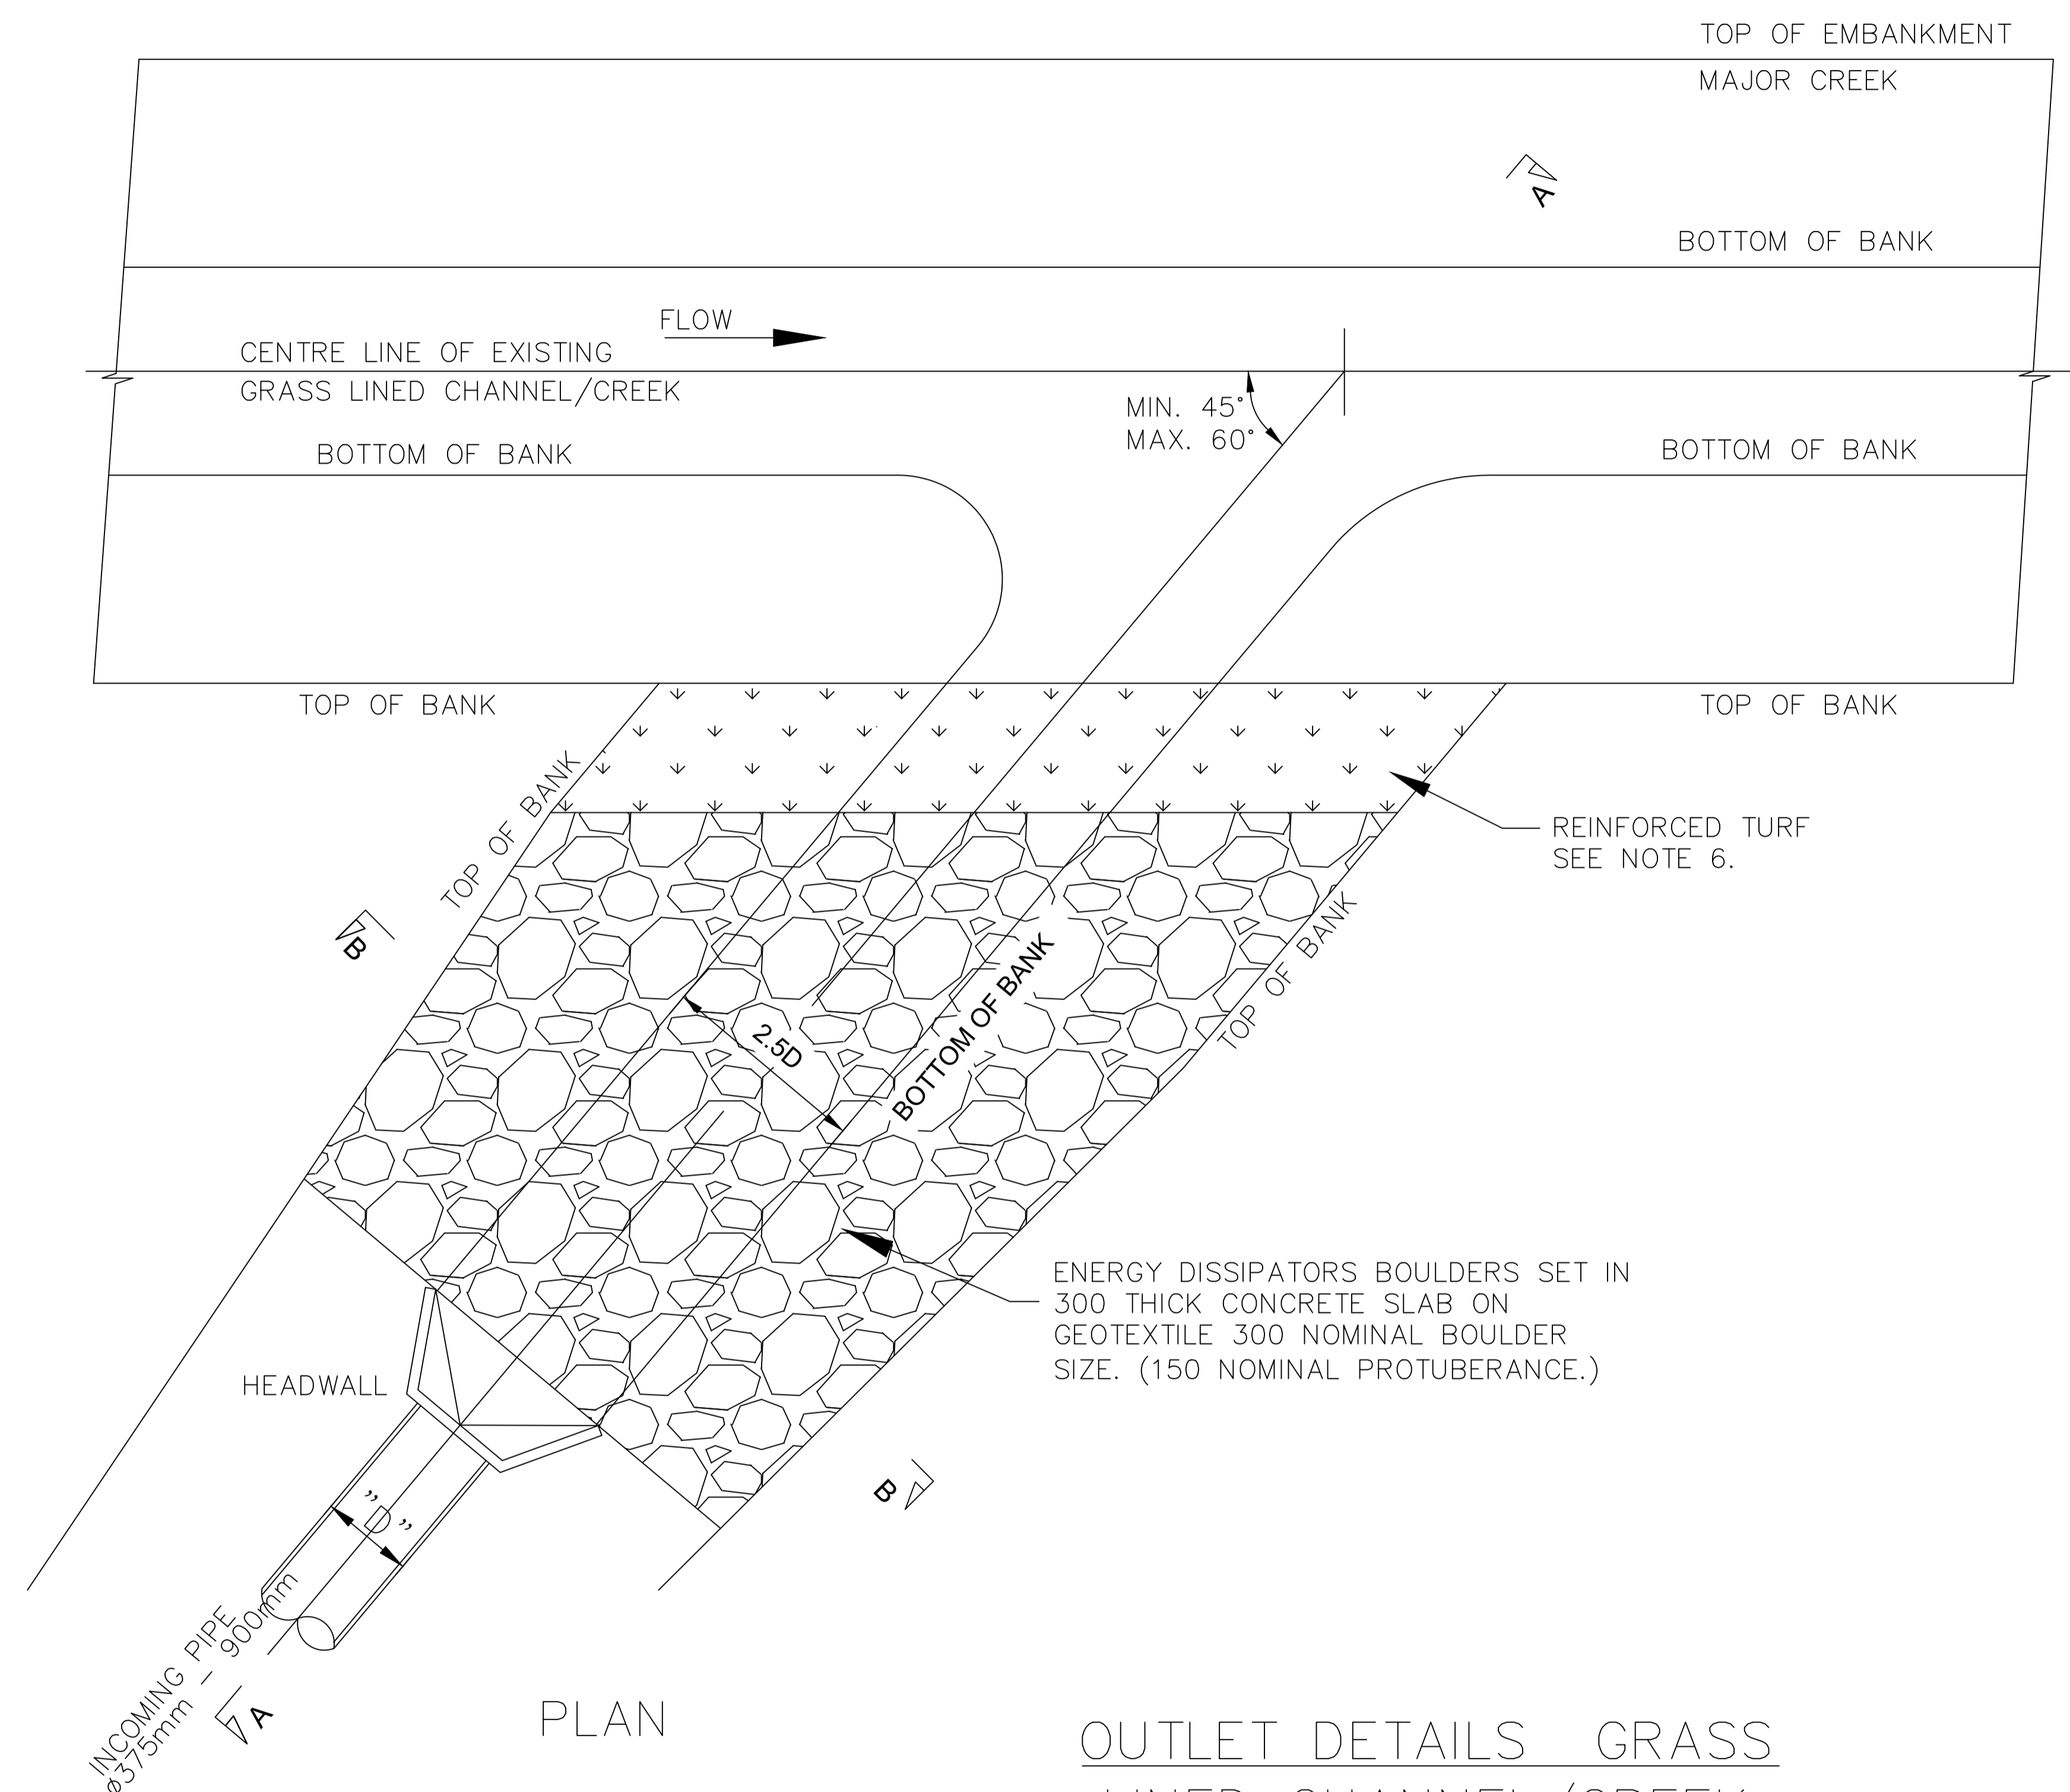 TOP OF EMBANKMENT
MAJOR CREEK
A
BOTTOM OF BANK
FLOW
CENTRE LINE OF EXISTING
GRASS LINED CHANNEL/CREEK
MIN. 45°
MAX. 60°
BOTTOM OF BANK
BOTTOM OF BANK
TOP OF BANK
TOP OF BANK
TOP OF BANK
REINFORCED TURF
SEE NOTE 6.
B
TOP OF BANK
BOTTOM OF BANK
2.5D
ENERGY DISSIPATORS BOULDERS SET IN
300 THICK CONCRETE SLAB ON
GEOTEXTILE 300 NOMINAL BOULDER
SIZE. (150 NOMINAL PROTUBERANCE.)
HEADWALL
B
"D"
INCOMING PIPE
ø375mm – 900mm
A
PLAN
OUTLET DETAILS GRASS
LINED CHANNEL/CREEK